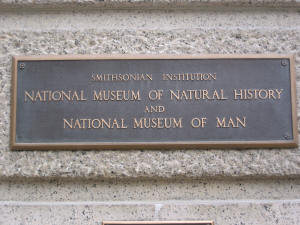 SMITHSONIAN INSTITUTION
NATIONAL MUSEUM OF NATURAL HISTORY
AND
NATIONAL MUSEUM OF MAN